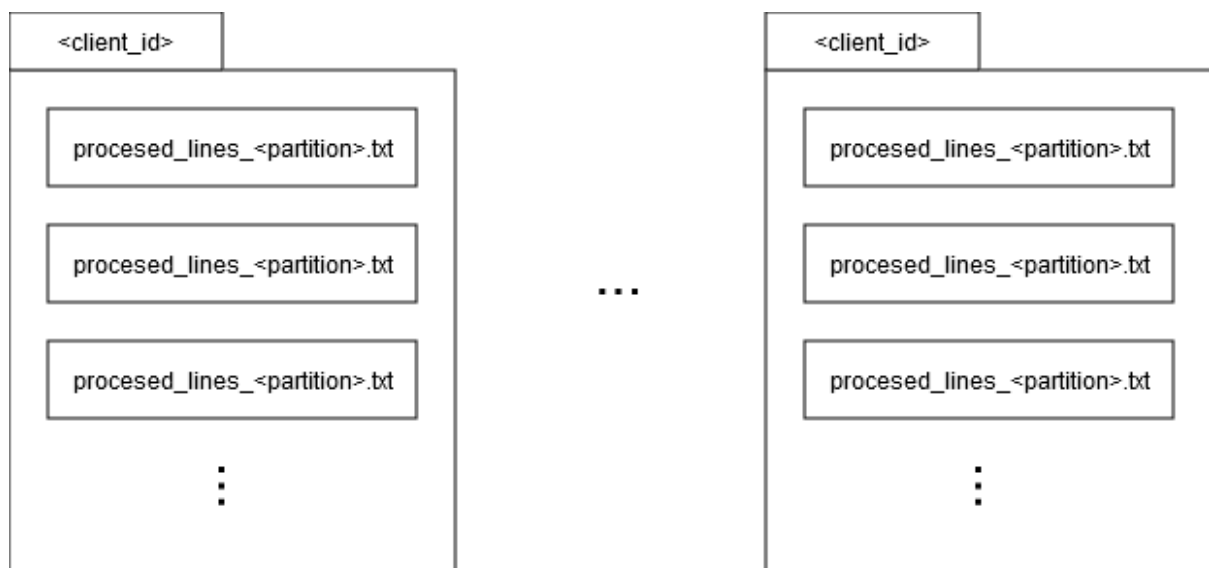 <client_id>
procesed_lines_<partition>.txt
procesed_lines_<partition>.txt
procesed_lines_<partition>.txt
⋮
...
<client_id>
procesed_lines_<partition>.txt
procesed_lines_<partition>.txt
procesed_lines_<partition>.txt
⋮